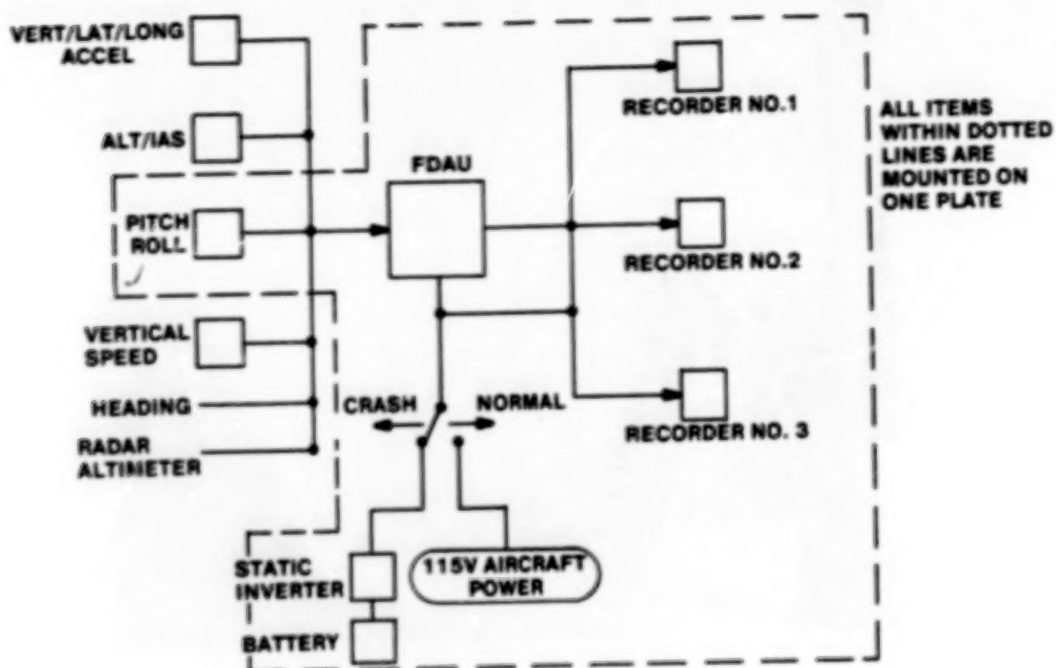 VERT/LAT/LONG
ACCEL
ALT/IAS
PITCH
ROLL
VERTICAL
SPEED
HEADING
RADAR
ALTIMETER
FDAU
RECORDER NO.1
RECORDER NO.2
RECORDER NO. 3
CRASH
NORMAL
STATIC
INVERTER
BATTERY
115V AIRCRAFT
POWER
ALL ITEMS
WITHIN DOTTED
LINES ARE
MOUNTED ON
ONE PLATE